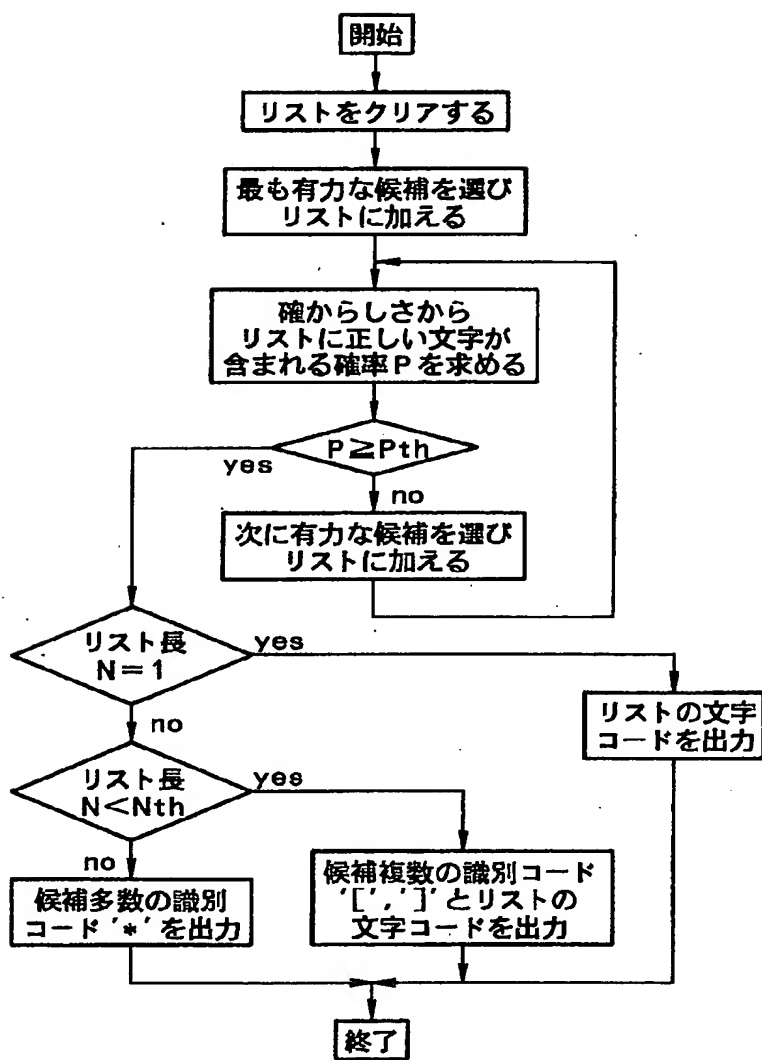 開始
リストをクリアする
最も有力な候補を選び
リストに加える
確からしさから
リストに正しい文字が
含まれる確率Pを求める
P≧Pth
yes
no
次に有力な候補を選び
リストに加える
リスト長
N=1
yes
no
リストの文字
コードを出力
リスト長
N<Nth
yes
no
候補多数の識別
コード'*'を出力
候補複数の識別コード
'[',']'とリストの
文字コードを出力
終了